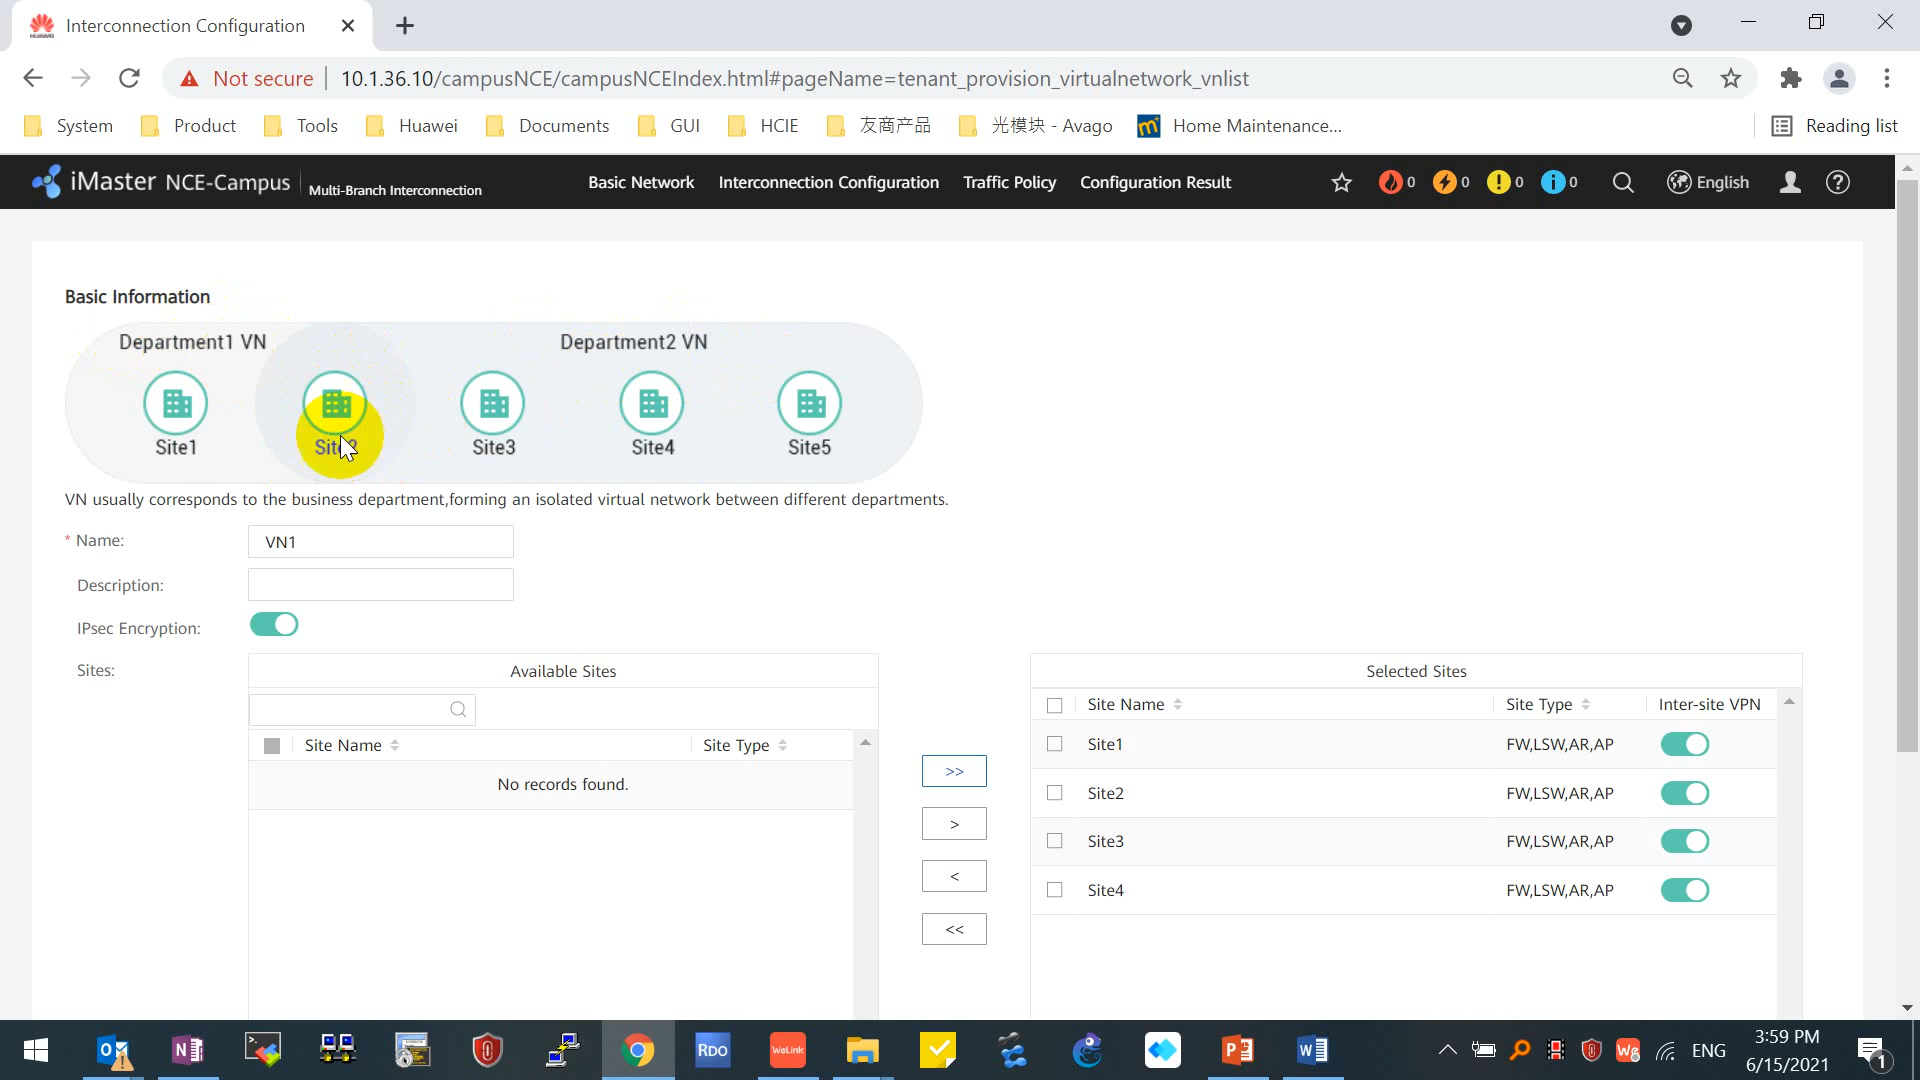 Interconnection Configuration
Not secure 10.1.36.10/campusNCE/campusNCEIndex.html#pageName=tenant_provision_virtualnetwork_vnlist
System Product Tools Huawei Documents GUI HCIE 友商产品 光模块 - Avago Home Maintenance... Reading list
iMaster NCE-Campus Multi-Branch Interconnection Basic Network Interconnection Configuration Traffic Policy Configuration Result 0 0 0 0 English
Basic Information
Department1 VN Department2 VN
Site1 Site2 Site3 Site4 Site5
VN usually corresponds to the business department,forming an isolated virtual network between different departments.
* Name: VN1
Description:
IPsec Encryption:
Sites: Available Sites Selected Sites
Site Name Site Type Inter-site VPN
Site Name Site Type
No records found.
>>
>
<
<<
Site1 FW,LSW,AR,AP
Site2 FW,LSW,AR,AP
Site3 FW,LSW,AR,AP
Site4 FW,LSW,AR,AP
RDO WeLink ENG 3:59 PM
6/15/2021
1